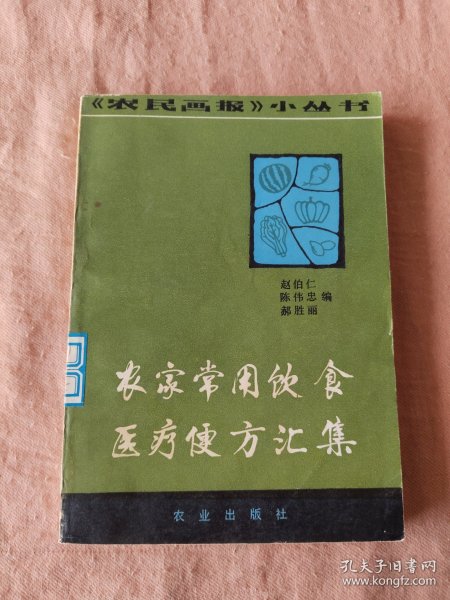 《农民画报》小丛书
赵伯仁
陈伟忠 编
郝胜丽
农家常用饮食
医疗便方汇集
农业出版社
孔夫子旧书网
www.kongfz.com